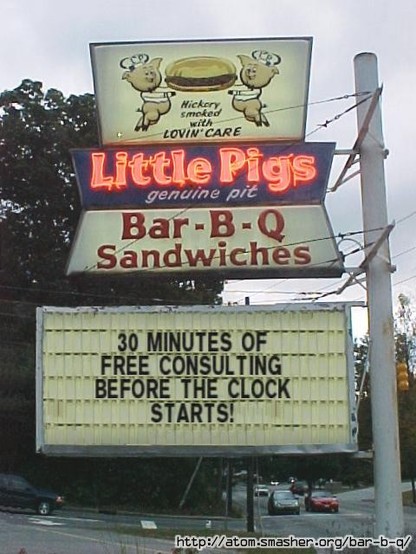 Hickory
smoked
with
LOVIN' CARE
Little Pigs
genuine pit
Bar-B-Q
Sandwiches
30 MINUTES OF
FREE CONSULTING
BEFORE THE CLOCK
STARTS!
http://atom.smasher.org/bar-b-q/